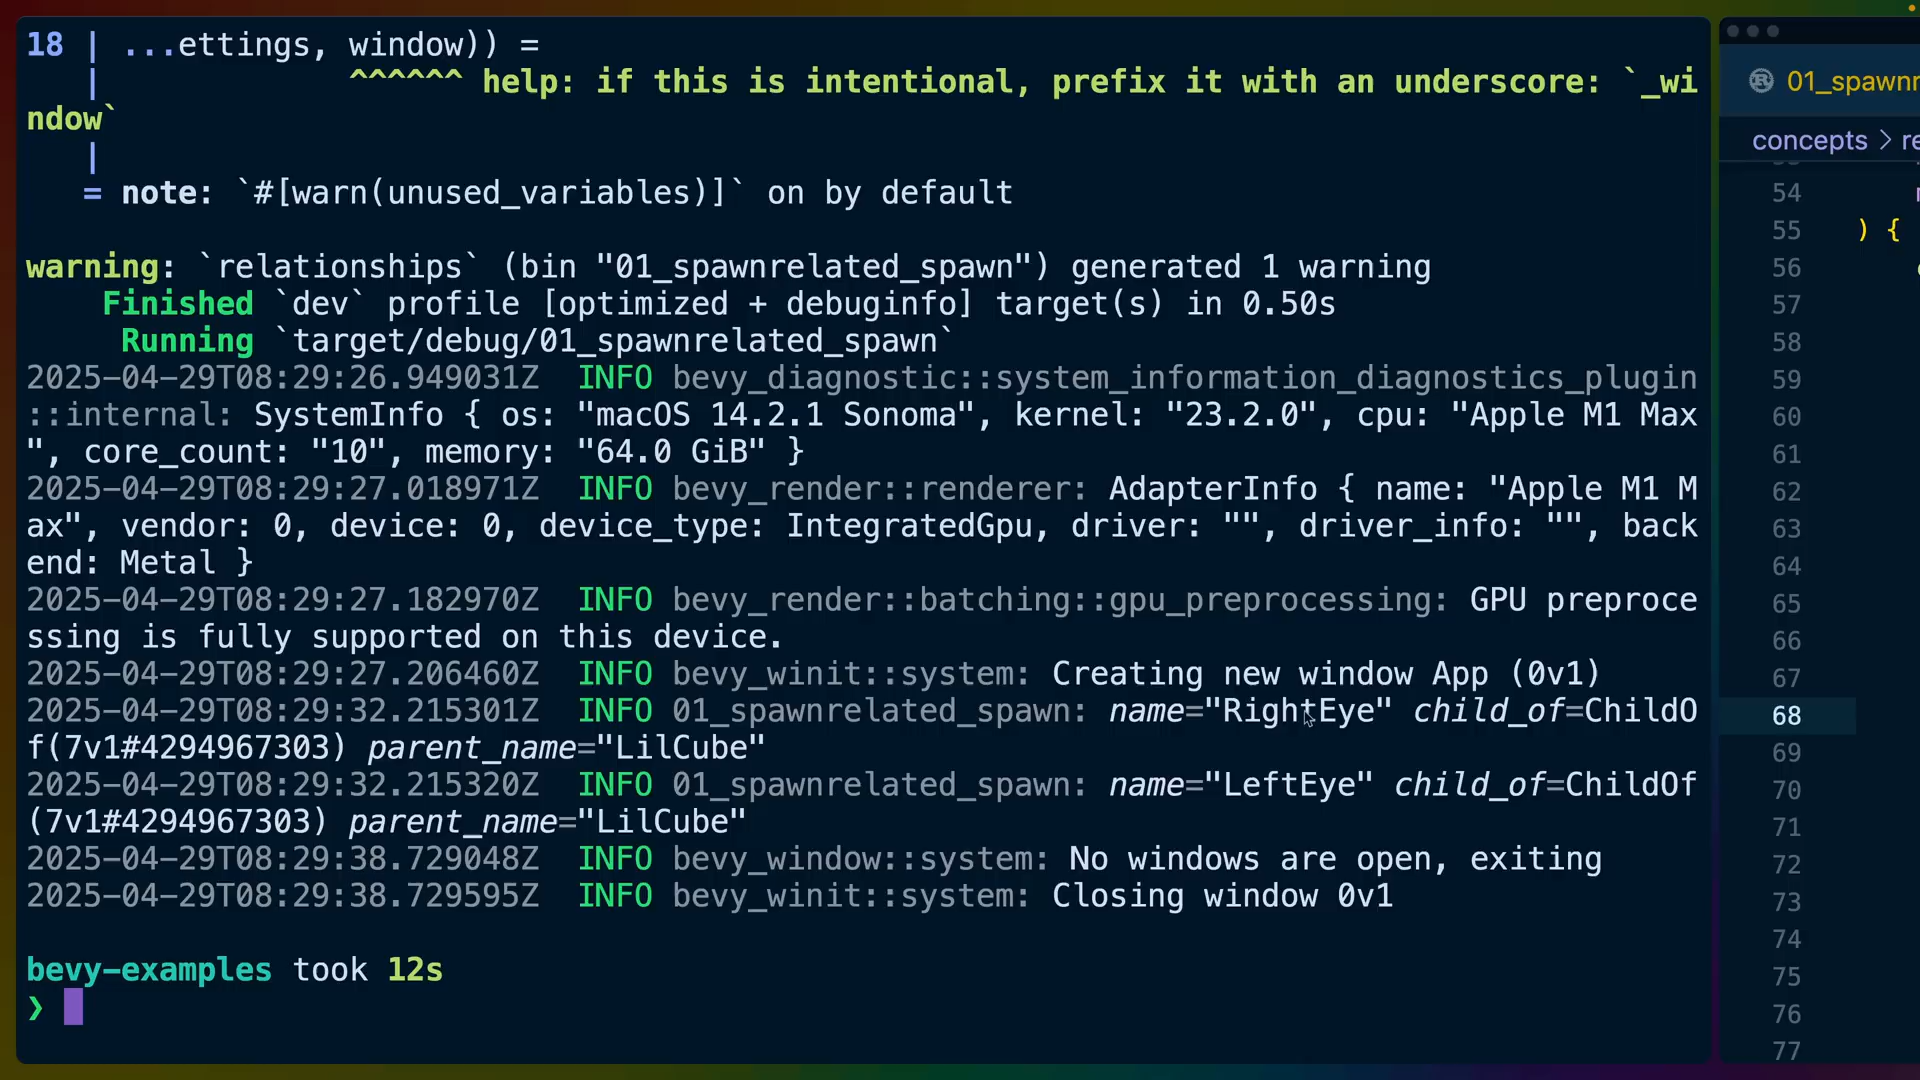 18 | ...ettings, window)) =
| ^^^^^^ help: if this is intentional, prefix it with an underscore: `_wi
ndow`
|
= note: `#[warn(unused_variables)]` on by default
warning: `relationships` (bin "01_spawnrelated_spawn") generated 1 warning
Finished `dev` profile [optimized + debuginfo] target(s) in 0.50s
Running `target/debug/01_spawnrelated_spawn`
2025-04-29T08:29:26.949031Z INFO bevy_diagnostic::system_information_diagnostics_plugin
::internal: SystemInfo { os: "macOS 14.2.1 Sonoma", kernel: "23.2.0", cpu: "Apple M1 Max
", core_count: "10", memory: "64.0 GiB" }
2025-04-29T08:29:27.018971Z INFO bevy_render::renderer: AdapterInfo { name: "Apple M1 M
ax", vendor: 0, device: 0, device_type: IntegratedGpu, driver: "", driver_info: "", back
end: Metal }
2025-04-29T08:29:27.182970Z INFO bevy_render::batching::gpu_preprocessing: GPU preproce
ssing is fully supported on this device.
2025-04-29T08:29:27.206460Z INFO bevy_winit::system: Creating new window App (0v1)
2025-04-29T08:29:32.215301Z INFO 01_spawnrelated_spawn: name="RightEye" child_of=ChildO
f(7v1#4294967303) parent_name="LilCube"
2025-04-29T08:29:32.215320Z INFO 01_spawnrelated_spawn: name="LeftEye" child_of=ChildOf
(7v1#4294967303) parent_name="LilCube"
2025-04-29T08:29:38.729048Z INFO bevy_window::system: No windows are open, exiting
2025-04-29T08:29:38.729595Z INFO bevy_winit::system: Closing window 0v1
bevy-examples took 12s
❯
01_spawnr
concepts > re
54
55 ) {
56
57
58
59
60
61
62
63
64
65
66
67
68
69
70
71
72
73
74
75
76
77